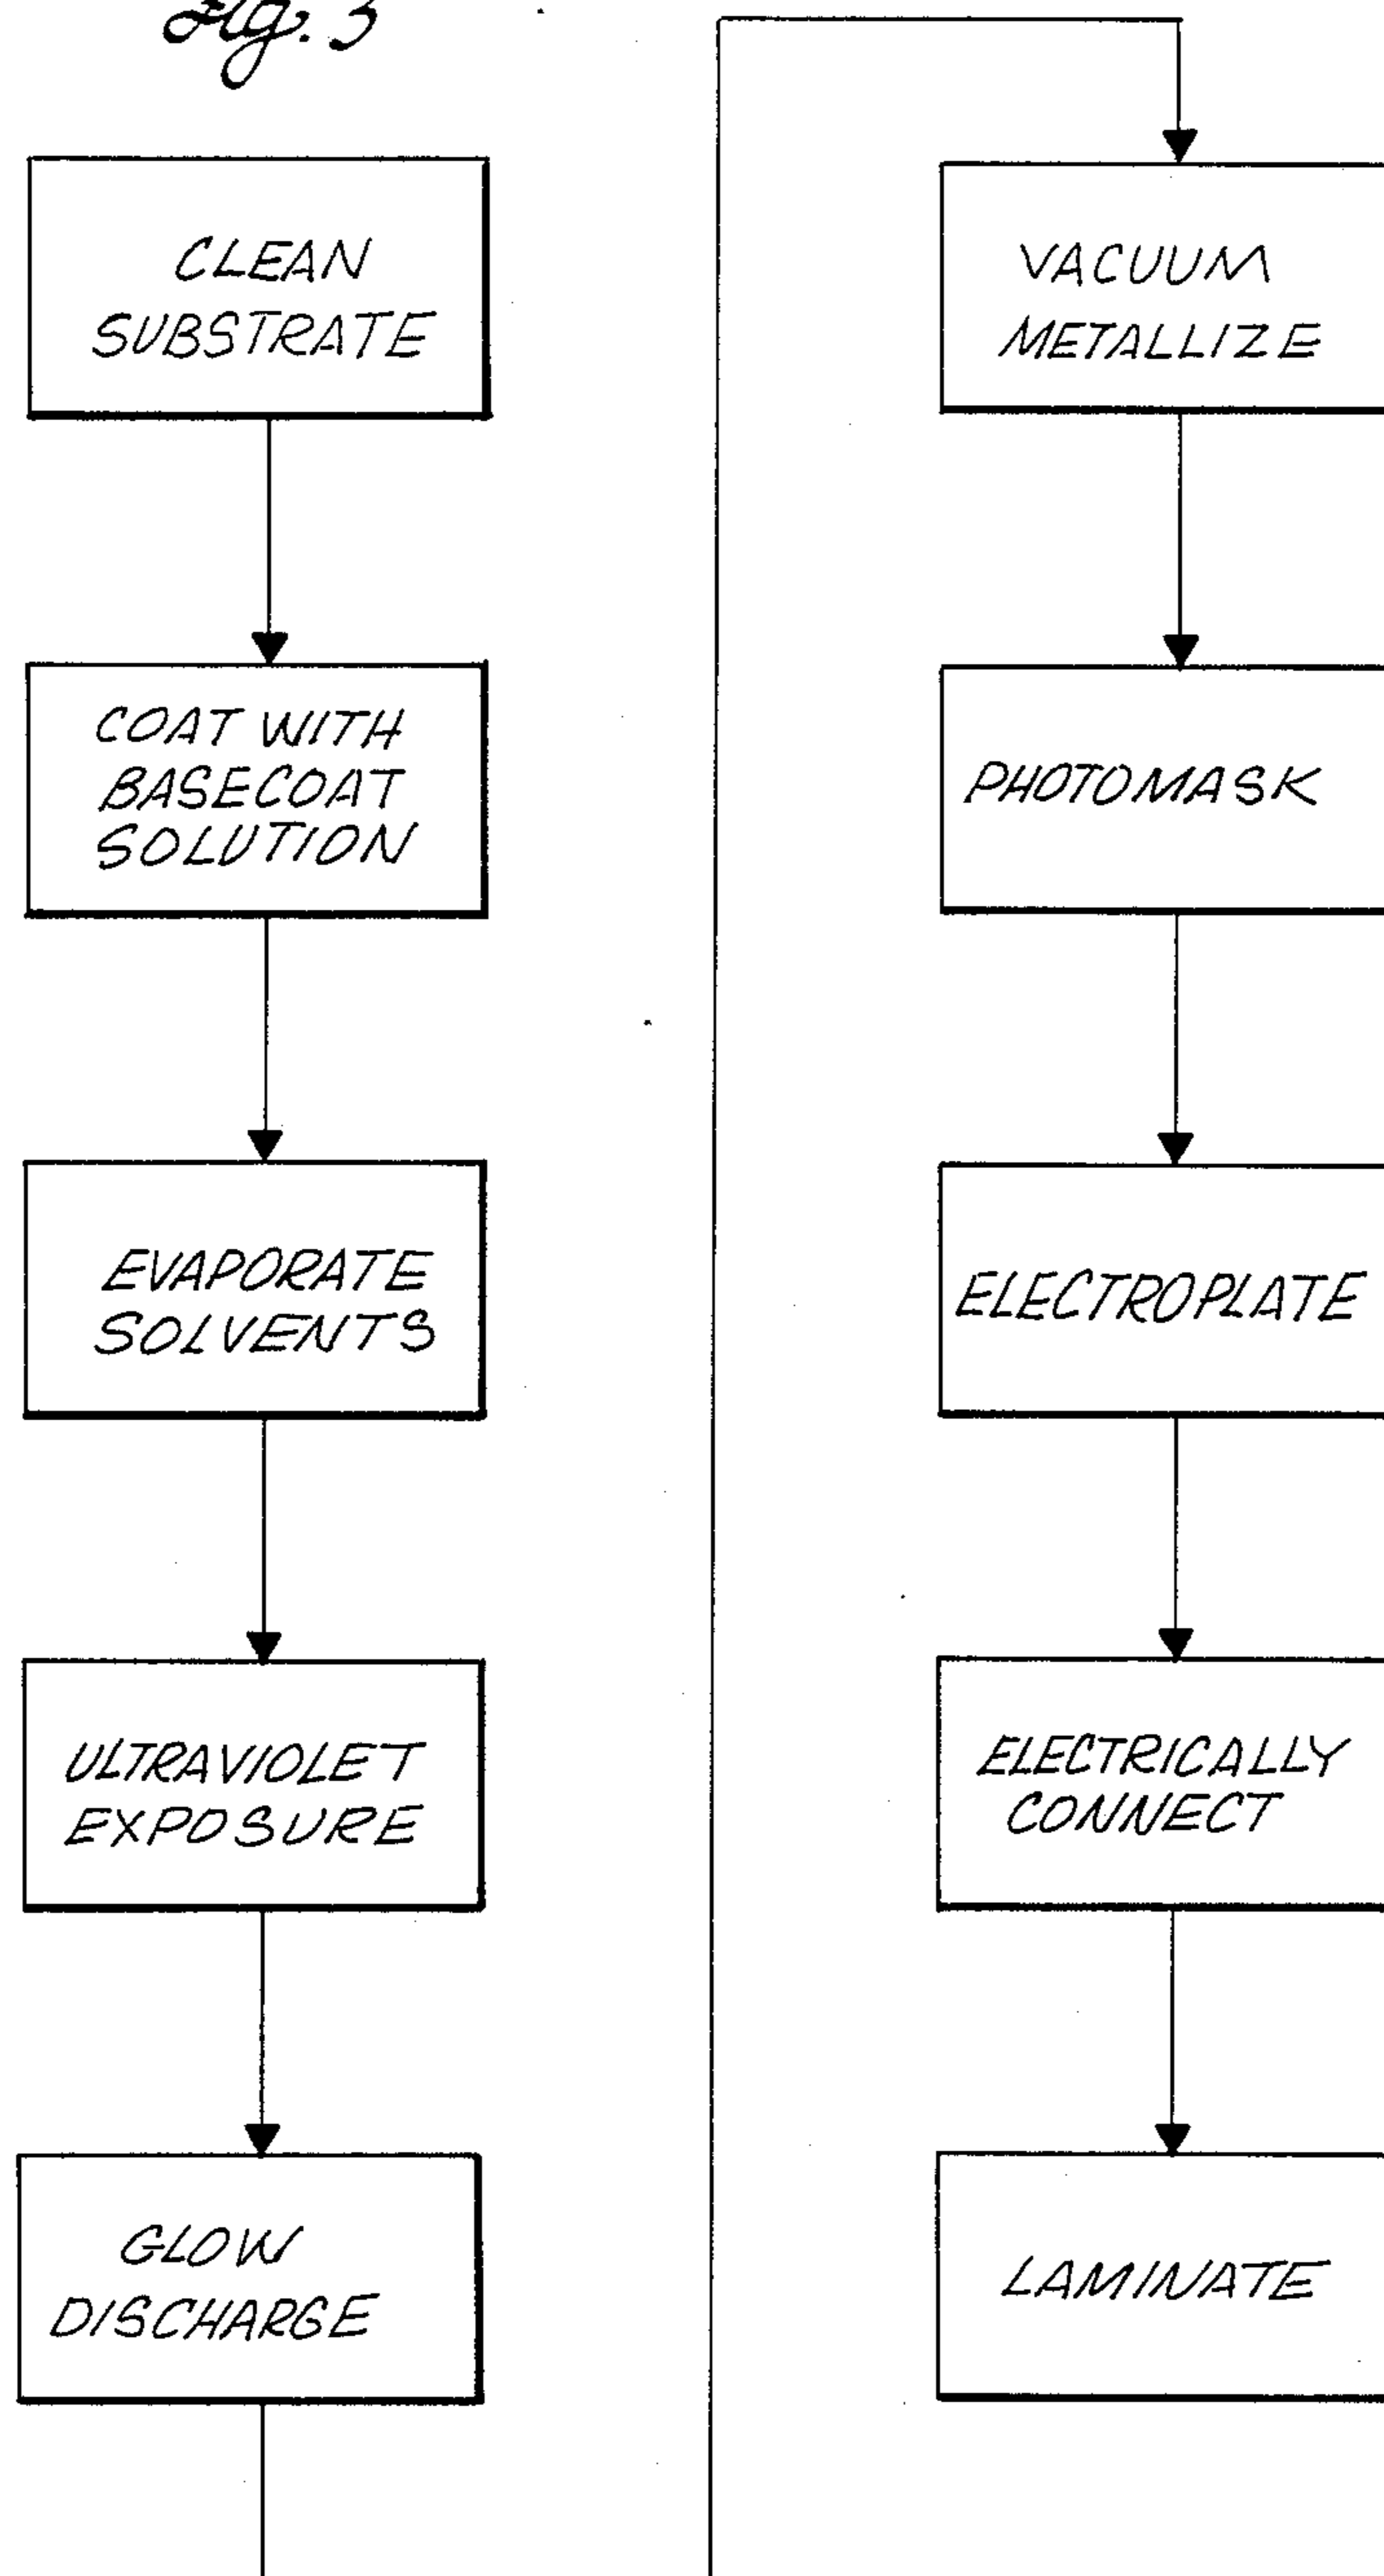 Fig. 3
CLEAN
SUBSTRATE
COAT WITH
BASECOAT
SOLUTION
EVAPORATE
SOLVENTS
ULTRAVIOLET
EXPOSURE
GLOW
DISCHARGE
VACUUM
METALLIZE
PHOTOMASK
ELECTROPLATE
ELECTRICALLY
CONNECT
LAMINATE